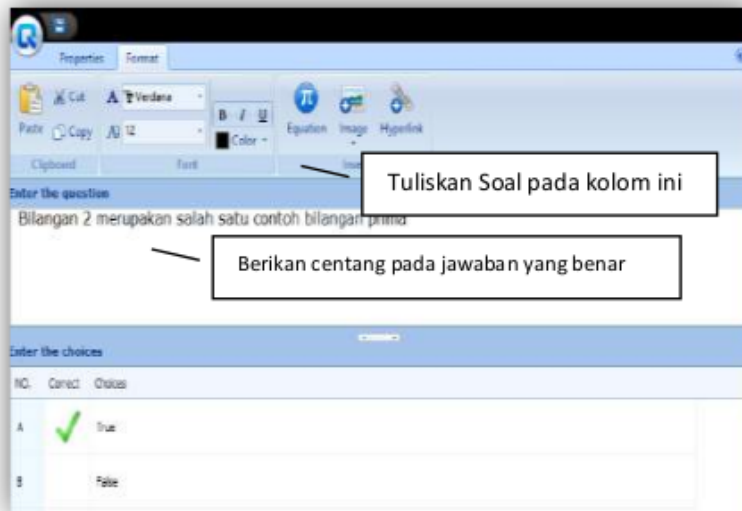 Properties Format
Paste Cut Copy
A Verdana
12
B I U
Color
Equation Image Hyperlink
Clipboard Font
Tuliskan Soal pada kolom ini
Enter the question
Bilangan 2 merupakan salah satu contoh bilangan prima
Berikan centang pada jawaban yang benar
Enter the choices
NO. Correct Choices
A True
B False